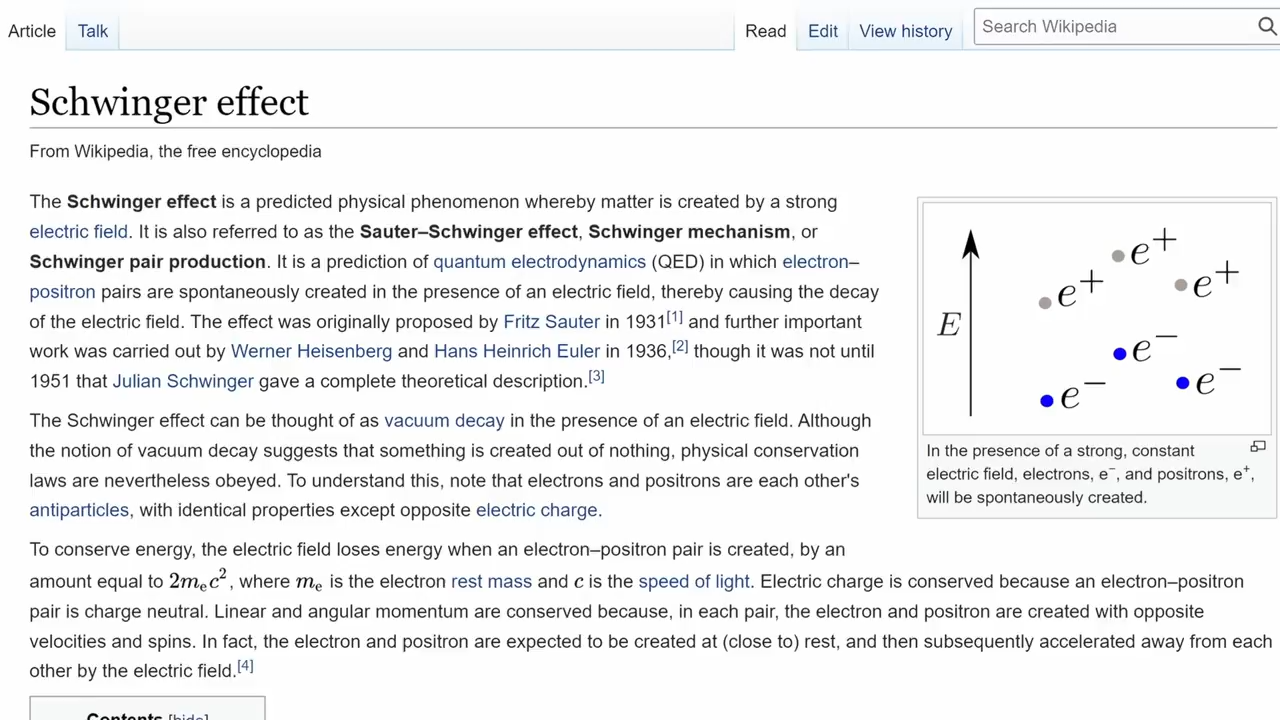 Article Talk Read Edit View history Search Wikipedia
Schwinger effect
From Wikipedia, the free encyclopedia
The Schwinger effect is a predicted physical phenomenon whereby matter is created by a strong
electric field. It is also referred to as the Sauter–Schwinger effect, Schwinger mechanism, or
Schwinger pair production. It is a prediction of quantum electrodynamics (QED) in which electron–
positron pairs are spontaneously created in the presence of an electric field, thereby causing the decay
of the electric field. The effect was originally proposed by Fritz Sauter in 1931[1] and further important
work was carried out by Werner Heisenberg and Hans Heinrich Euler in 1936,[2] though it was not until
1951 that Julian Schwinger gave a complete theoretical description.[3]
The Schwinger effect can be thought of as vacuum decay in the presence of an electric field. Although
the notion of vacuum decay suggests that something is created out of nothing, physical conservation
laws are nevertheless obeyed. To understand this, note that electrons and positrons are each other's
antiparticles, with identical properties except opposite electric charge.
To conserve energy, the electric field loses energy when an electron–positron pair is created, by an
amount equal to 2mₑc², where mₑ is the electron rest mass and c is the speed of light. Electric charge is conserved because an electron–positron
pair is charge neutral. Linear and angular momentum are conserved because, in each pair, the electron and positron are created with opposite
velocities and spins. In fact, the electron and positron are expected to be created at (close to) rest, and then subsequently accelerated away from each
other by the electric field.[4]
Contents [hide]
e⁺
e⁺
e⁺
E
e⁻
e⁻
e⁻
In the presence of a strong, constant
electric field, electrons, e⁻, and positrons, e⁺,
will be spontaneously created.